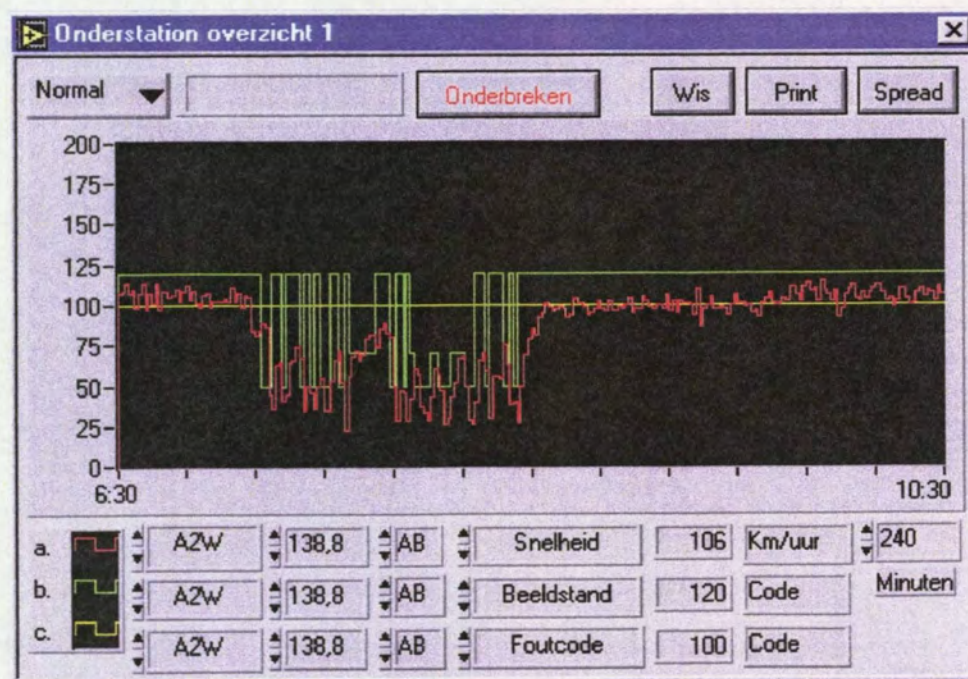 Onderstation overzicht 1
Normal Onderbreken Wis Print Spread
200
175
150
125
100
75
50
25
0
6:30 10:30
a. A2W 138,8 AB Snelheid 106 Km/uur 240
Minuten
b. A2W 138,8 AB Beeldstand 120 Code
c. A2W 138,8 AB Foutcode 100 Code